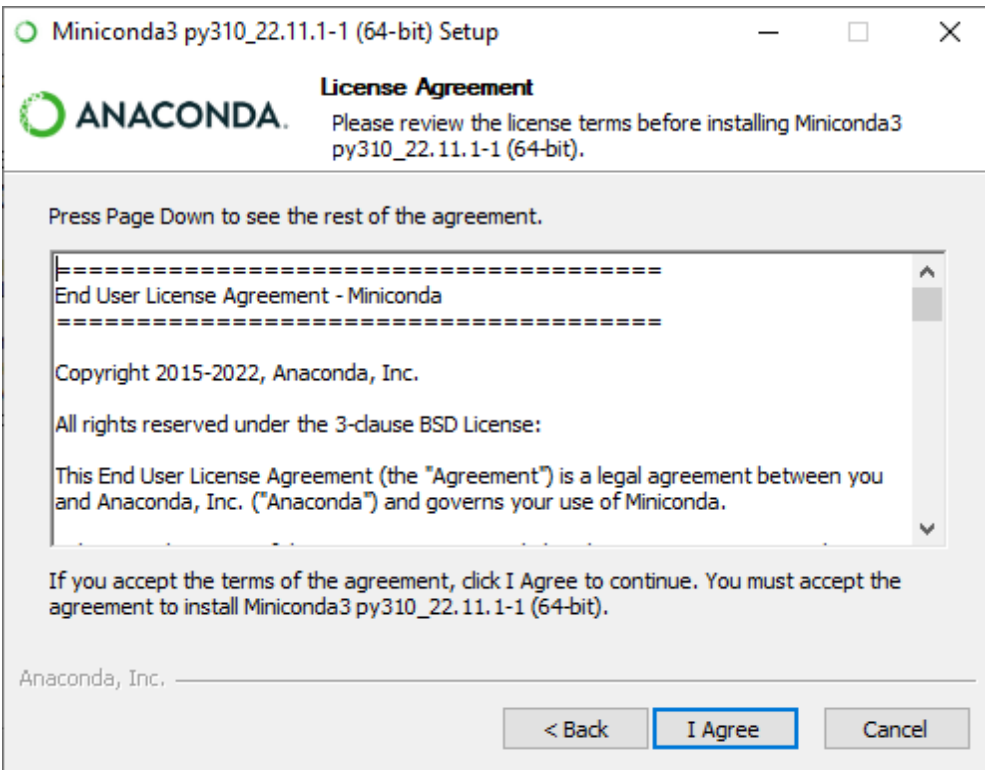 Miniconda3 py310_22.11.1-1 (64-bit) Setup
ANACONDA.
License Agreement
Please review the license terms before installing Miniconda3
py310_22.11.1-1 (64-bit).
Press Page Down to see the rest of the agreement.
======================================
End User License Agreement - Miniconda
======================================
Copyright 2015-2022, Anaconda, Inc.
All rights reserved under the 3-clause BSD License:
This End User License Agreement (the "Agreement") is a legal agreement between you
and Anaconda, Inc. ("Anaconda") and governs your use of Miniconda.
If you accept the terms of the agreement, click I Agree to continue. You must accept the
agreement to install Miniconda3 py310_22.11.1-1 (64-bit).
Anaconda, Inc.
< Back
I Agree
Cancel